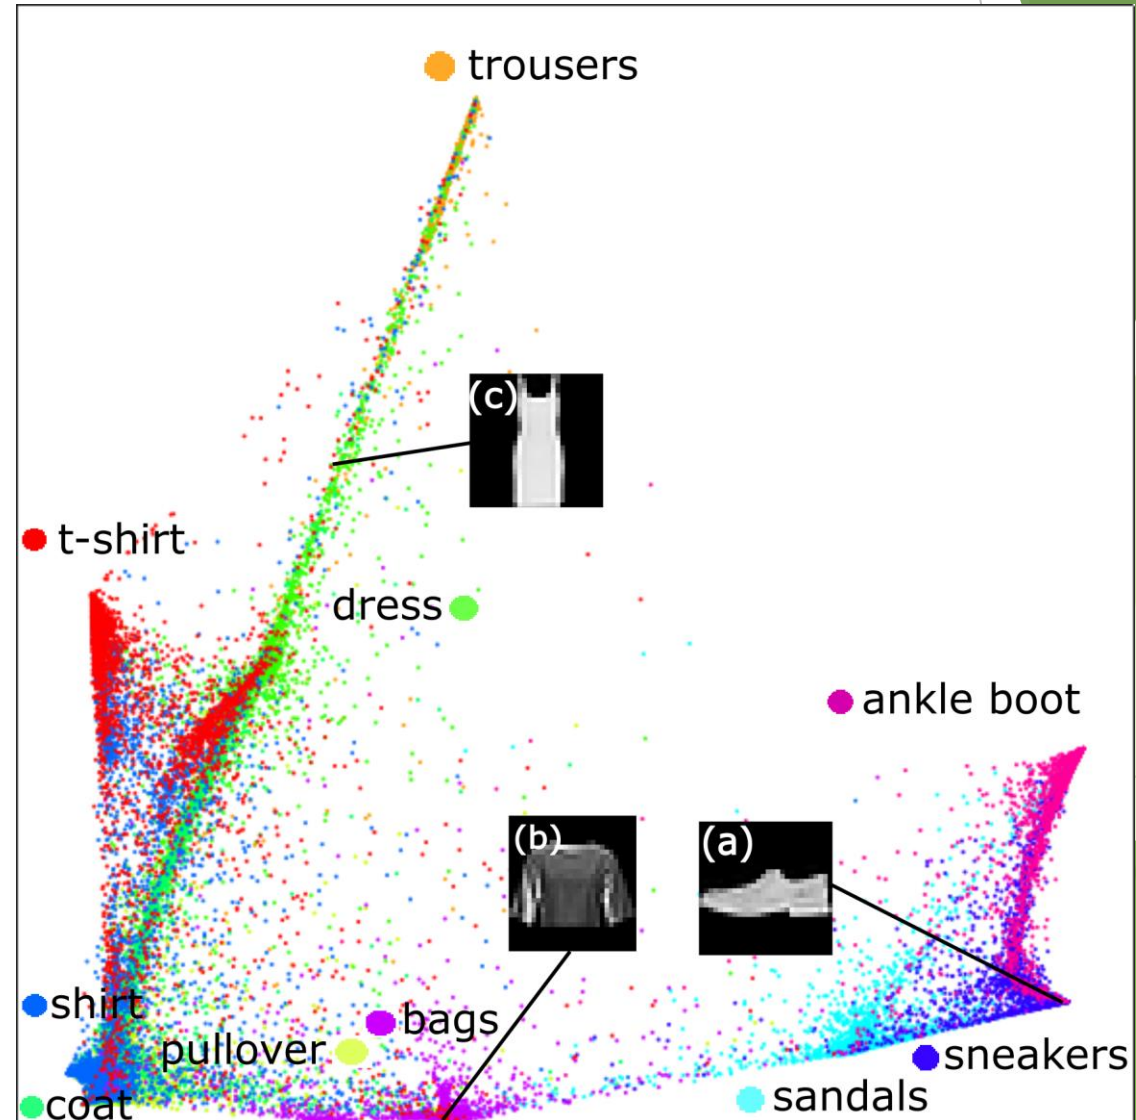 trousers
(c)
t-shirt
dress
ankle boot
(b)
(a)
shirt
bags
pullover
sneakers
sandals
coat